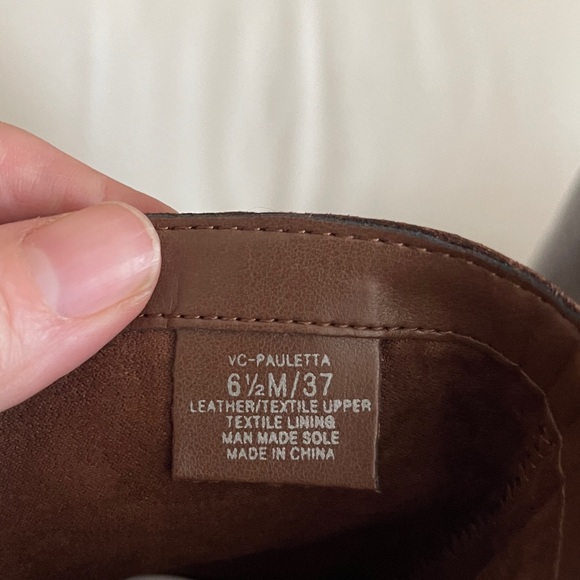 VC-PAULETTA
6½M/37
LEATHER/TEXTILE UPPER
TEXTILE LINING
MAN MADE SOLE
MADE IN CHINA